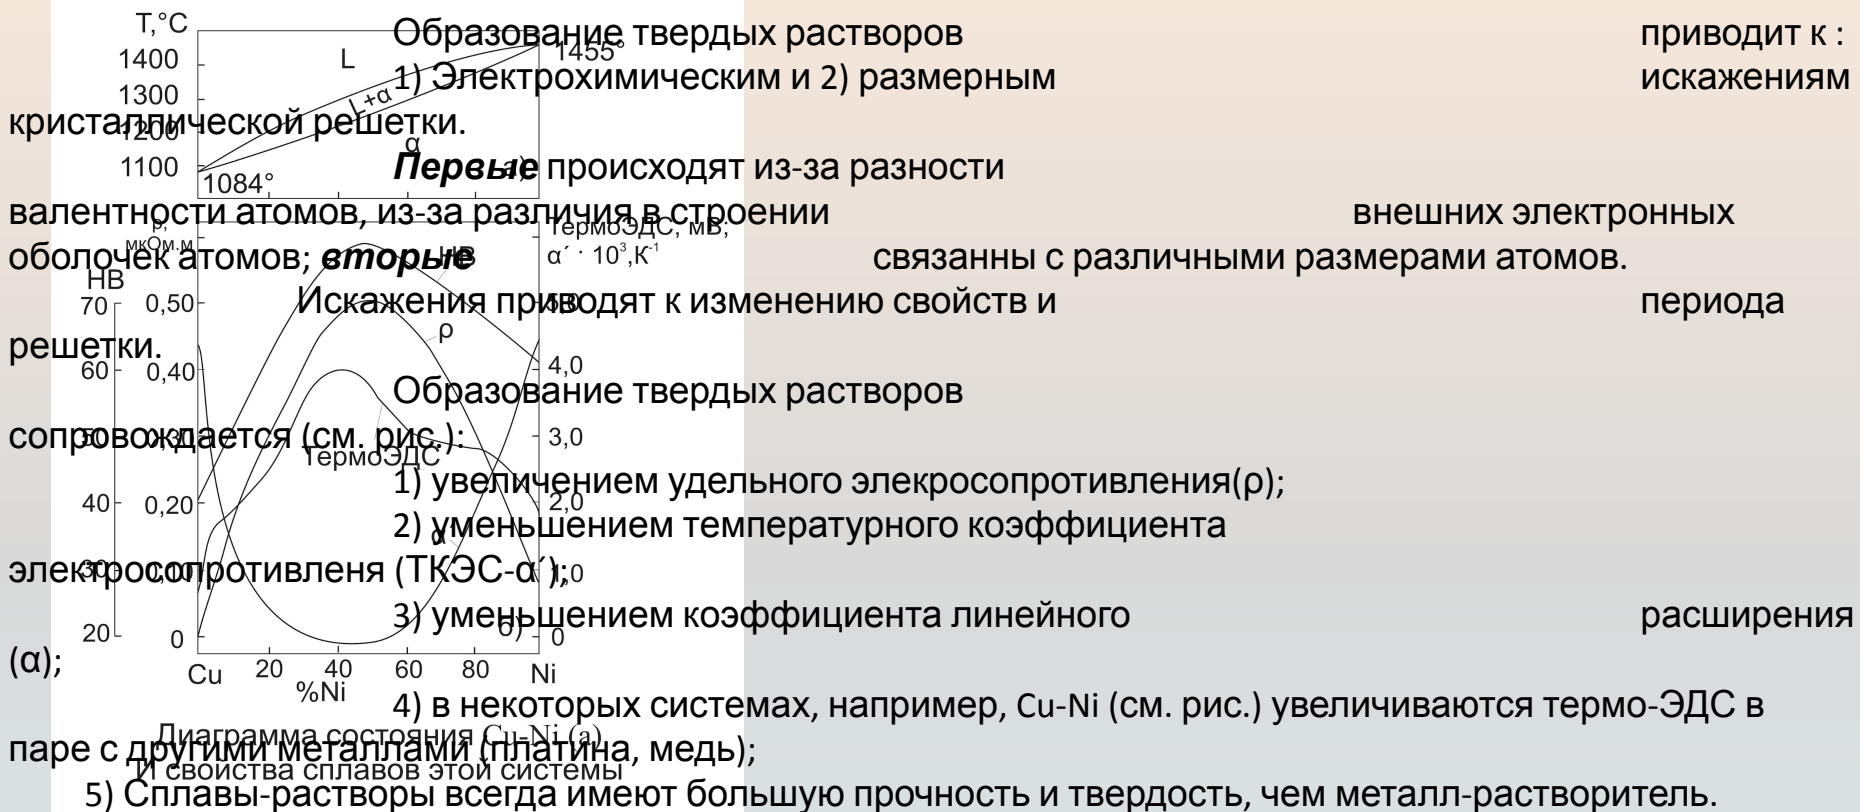 T,°C
1400
1300
1200
1100
1084°
1455°
L
L+α
α
а)
Образование твердых растворов приводит к :
1) Электрохимическим и 2) размерным искажениям
кристаллической решетки.
Первые происходят из-за разности
валентности атомов, из-за различия в строении внешних электронных
оболочек атомов; вторые связанны с различными размерами атомов.
Искажения приводят к изменению свойств и периода
решетки.
Образование твердых растворов
сопровождается (см. рис.):
1) увеличением удельного элекросопротивления(ρ);
2) уменьшением температурного коэффициента
электросопротивленя (ТКЭС-α´);
3) уменьшением коэффициента линейного расширения
(α);
4) в некоторых системах, например, Cu-Ni (см. рис.) увеличиваются термо-ЭДС в
паре с другими металлами (платина, медь);
5) Сплавы-растворы всегда имеют большую прочность и твердость, чем металл-растворитель.
ρ,
мкОм.м
HB
70
60
50
40
30
20
0,50
0,40
0,30
0,20
0,10
0
ТермоЭДС, мВ;
α´ · 10³,К⁻¹
5,0
4,0
3,0
2,0
1,0
0
HB
ρ
ТермоЭДС
α´
б)
Cu 20 40 60 80 Ni
%Ni
Диаграмма состояния Cu-Ni (а)
И свойства сплавов этой системы